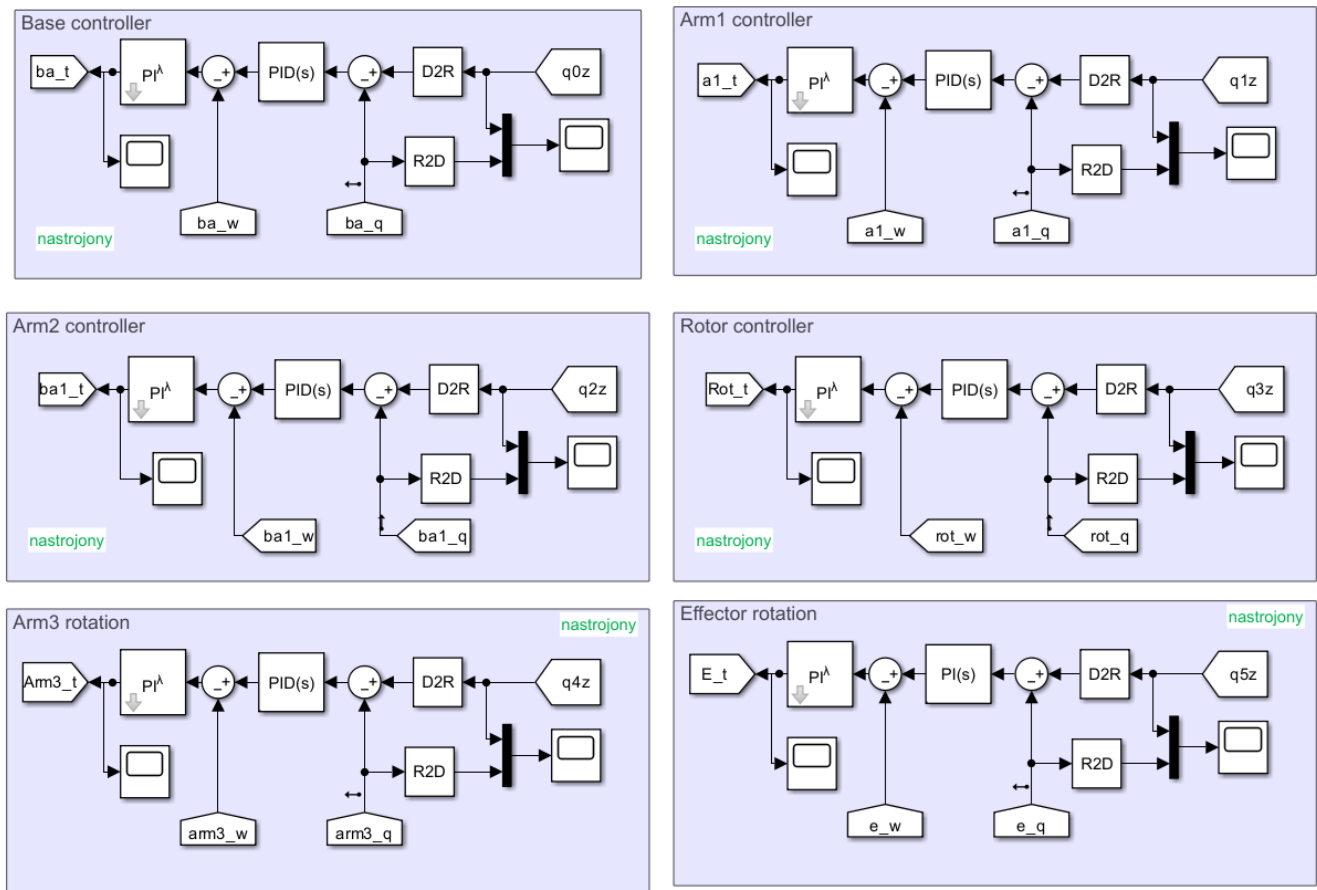 Base controller
ba_t
PI^λ
_+
PID(s)
_+
D2R
q0z
R2D
ba_w
ba_q
nastrojony
Arm1 controller
a1_t
PI^λ
_+
PID(s)
_+
D2R
q1z
R2D
a1_w
a1_q
nastrojony
Arm2 controller
ba1_t
PI^λ
_+
PID(s)
_+
D2R
q2z
R2D
ba1_w
ba1_q
nastrojony
Rotor controller
Rot_t
PI^λ
_+
PID(s)
_+
D2R
q3z
R2D
rot_w
rot_q
nastrojony
Arm3 rotation
nastrojony
Arm3_t
PI^λ
_+
PID(s)
_+
D2R
q4z
R2D
arm3_w
arm3_q
Effector rotation
nastrojony
E_t
PI^λ
_+
PI(s)
_+
D2R
q5z
R2D
e_w
e_q